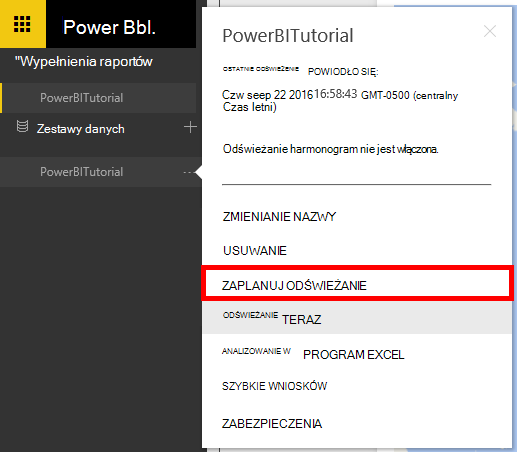 Power Bbl.
"Wypełnienia raportów
PowerBITutorial
Zestawy danych
PowerBITutorial
PowerBITutorial
OSTATNIE ODŚWIEŻENIE POWIODŁO SIĘ:
Czw seep 22 2016 16:58:43 GMT-0500 (centralny
Czas letni)
Odświeżanie harmonogram nie jest włączona.
ZMIENIANIE NAZWY
USUWANIE
ZAPLANUJ ODŚWIEŻANIE
ODŚWIEŻANIE TERAZ
ANALIZOWANIE W PROGRAM EXCEL
SZYBKIE WNIOSKÓW
ZABEZPIECZENIA